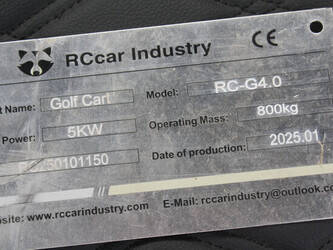 RCcar Industry CE
t Name: Golf Cart Model: RC-G4.0
Power: 5KW Operating Mass: 800kg
50101150 Date of production: 2025.01
site: www.rccarindustry.com E-Mail: rccarindustry@outlook.co